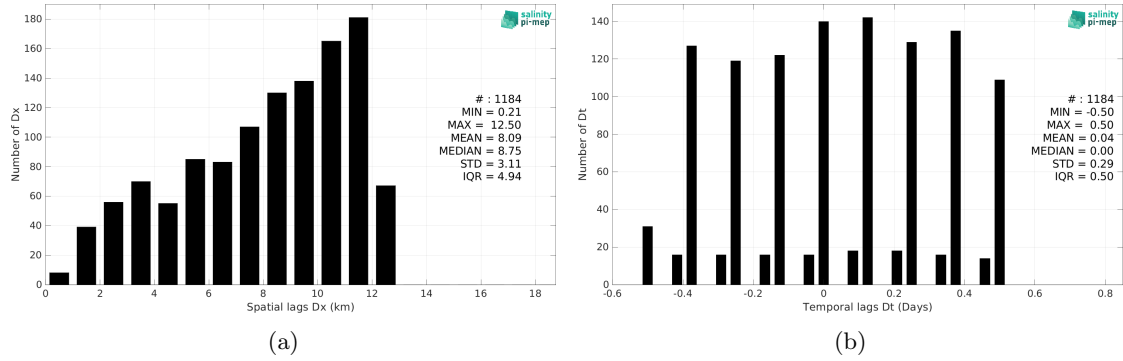 180
160
140
120
100
80
60
40
20
0
Number of Dx
0 2 4 6 8 10 12 14 16 18
Spatial lags Dx (km)
salinity
pi-mep
# : 1184
MIN = 0.21
MAX = 12.50
MEAN = 8.09
MEDIAN = 8.75
STD = 3.11
IQR = 4.94
(a)
140
120
100
80
60
40
20
0
Number of Dt
-0.6 -0.4 -0.2 0 0.2 0.4 0.6 0.8
Temporal lags Dt (Days)
salinity
pi-mep
# : 1184
MIN = -0.50
MAX = 0.50
MEAN = 0.04
MEDIAN = 0.00
STD = 0.29
IQR = 0.50
(b)